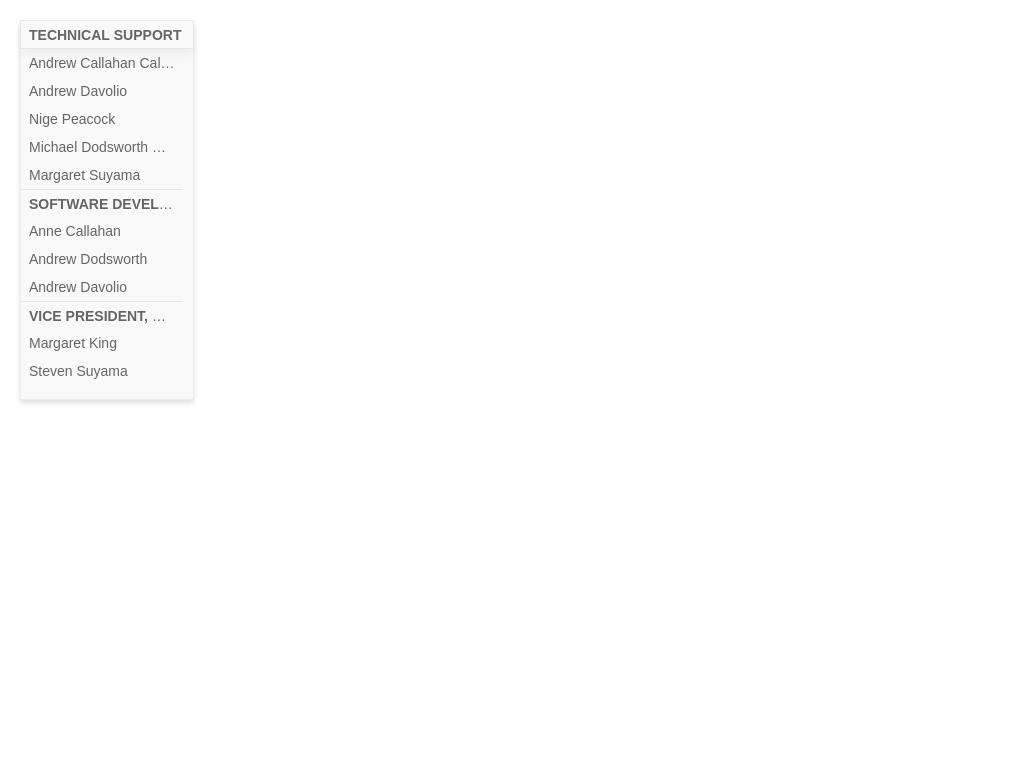 TECHNICAL SUPPORT
Andrew Callahan Cal…
Andrew Davolio
Nige Peacock
Michael Dodsworth …
Margaret Suyama
SOFTWARE DEVEL…
Anne Callahan
Andrew Dodsworth
Andrew Davolio
VICE PRESIDENT, …
Margaret King
Steven Suyama